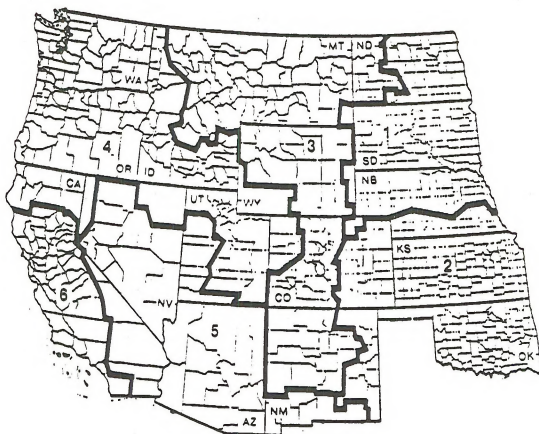 MT ND
WA
4 3 1
OR ID SD
CA UT WY NB
KS
2
6 NV CO
5
OK
AZ NM